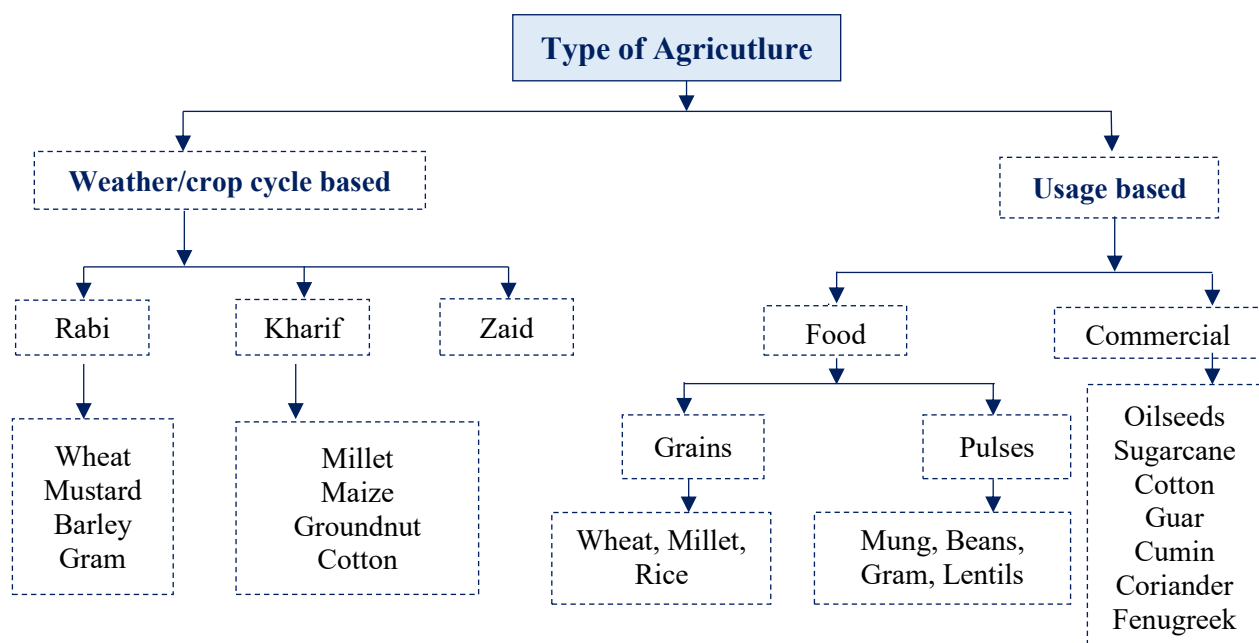 Type of Agricutlure
Weather/crop cycle based
Usage based
Rabi
Kharif
Zaid
Food
Commercial
Wheat
Mustard
Barley
Gram
Millet
Maize
Groundnut
Cotton
Grains
Pulses
Wheat, Millet,
Rice
Mung, Beans,
Gram, Lentils
Oilseeds
Sugarcane
Cotton
Guar
Cumin
Coriander
Fenugreek